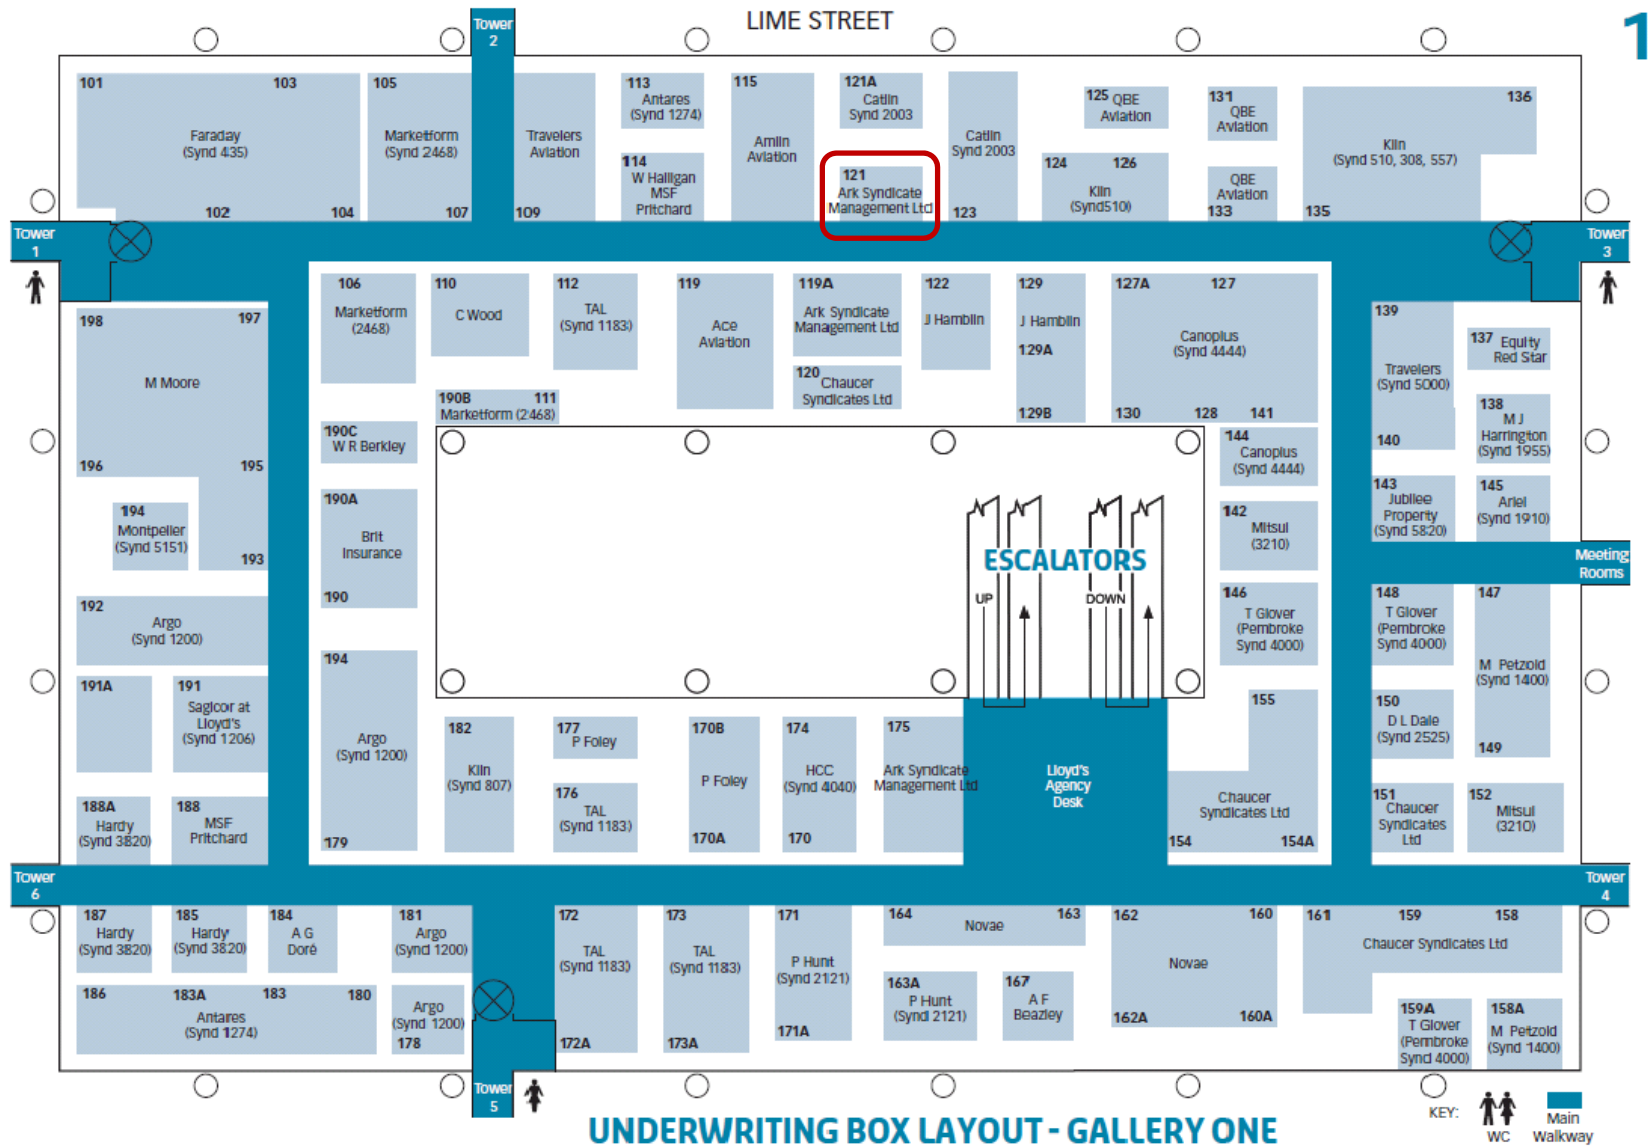 LIME STREET
1
Tower
2
101
103
Faraday
(Synd 435)
102
104
105
Marketform
(Synd 2468)
107
Travelers
Aviation
109
113
Antares
(Synd 1274)
114
W Halligan
MSF
Pritchard
115
Amlin
Aviation
121A
Catlin
Synd 2003
121
Ark Syndicate
Management Ltd
Catlin
Synd 2003
123
125 QBE
Aviation
124
126
Kiln
(Synd510)
131
QBE
Aviation
QBE
Aviation
133
136
Kiln
(Synd 510, 308, 557)
135
Tower
1
Tower
3
106
Marketform
(2468)
110
C Wood
112
TAL
(Synd 1183)
119
Ace
Aviation
119A
Ark Syndicate
Management Ltd
120
Chaucer
Syndicates Ltd
122
J Hamblin
129
J Hamblin
129A
129B
127A
127
Canopius
(Synd 4444)
130
128
141
139
Travelers
(Synd 5000)
140
137 Equity
Red Star
138
M J
Harrington
(Synd 1955)
198
197
M Moore
196
195
193
194
Montpelier
(Synd 5151)
190B
111
Marketform (2468)
190C
W R Berkley
190A
Brit
Insurance
190
144
Canopius
(Synd 4444)
142
Mitsui
(3210)
143
Jubilee
Property
(Synd 5820)
145
Ariel
(Synd 1910)
ESCALATORS
UP
DOWN
Meeting
Rooms
192
Argo
(Synd 1200)
191A
191
Sagicor at
Lloyd's
(Synd 1206)
194
Argo
(Synd 1200)
179
146
T Glover
(Pembroke
Synd 4000)
148
T Glover
(Pembroke
Synd 4000)
147
M Petzold
(Synd 1400)
149
150
D L Dale
(Synd 2525)
188A
Hardy
(Synd 3820)
188
MSF
Pritchard
182
Kiln
(Synd 807)
177
P Foley
176
TAL
(Synd 1183)
170B
P Foley
170A
174
HCC
(Synd 4040)
170
175
Ark Syndicate
Management Ltd
Lloyd's
Agency
Desk
155
Chaucer
Syndicates Ltd
154
154A
151
Chaucer
Syndicates
Ltd
152
Mitsui
(3210)
Tower
6
Tower
4
187
Hardy
(Synd 3820)
185
Hardy
(Synd 3820)
184
A G
Doré
181
Argo
(Synd 1200)
186
183A
183
180
Antares
(Synd 1274)
Argo
(Synd 1200)
178
172
TAL
(Synd 1183)
172A
173
TAL
(Synd 1183)
173A
171
P Hunt
(Synd 2121)
171A
164
163
Novae
163A
P Hunt
(Synd 2121)
167
A F
Beazley
162
160
Novae
162A
160A
161
159
158
Chaucer Syndicates Ltd
159A
T Glover
(Pembroke
Synd 4000)
158A
M Petzold
(Synd 1400)
Tower
5
UNDERWRITING BOX LAYOUT - GALLERY ONE
KEY:
WC
Main
Walkway